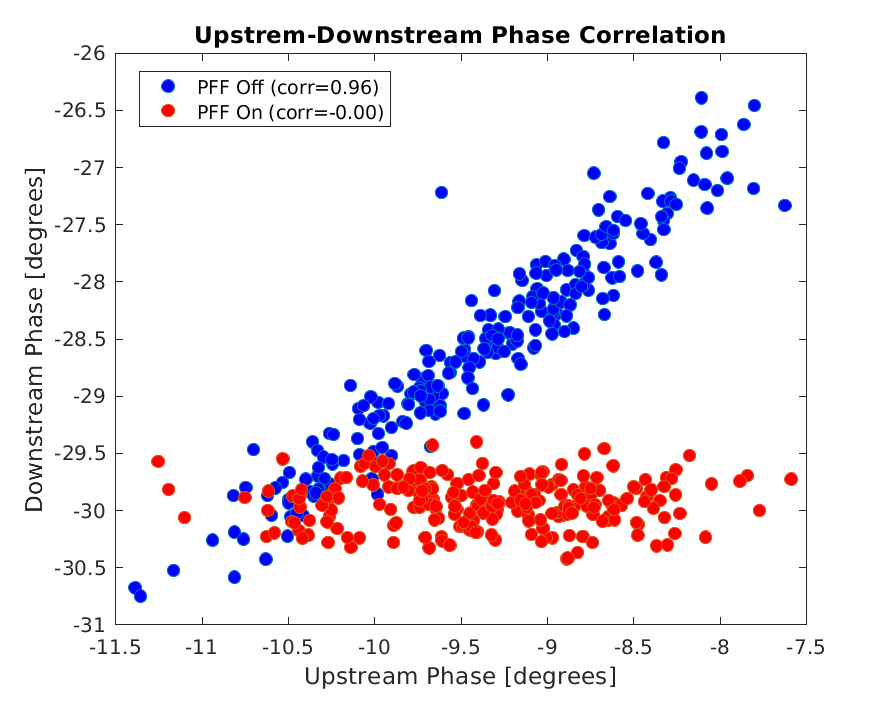 Upstrem-Downstream Phase Correlation
-26
-26.5
-27
-27.5
-28
-28.5
-29
-29.5
-30
-30.5
-31
Downstream Phase [degrees]
PFF Off (corr=0.96)
PFF On (corr=-0.00)
-11.5 -11 -10.5 -10 -9.5 -9 -8.5 -8 -7.5
Upstream Phase [degrees]